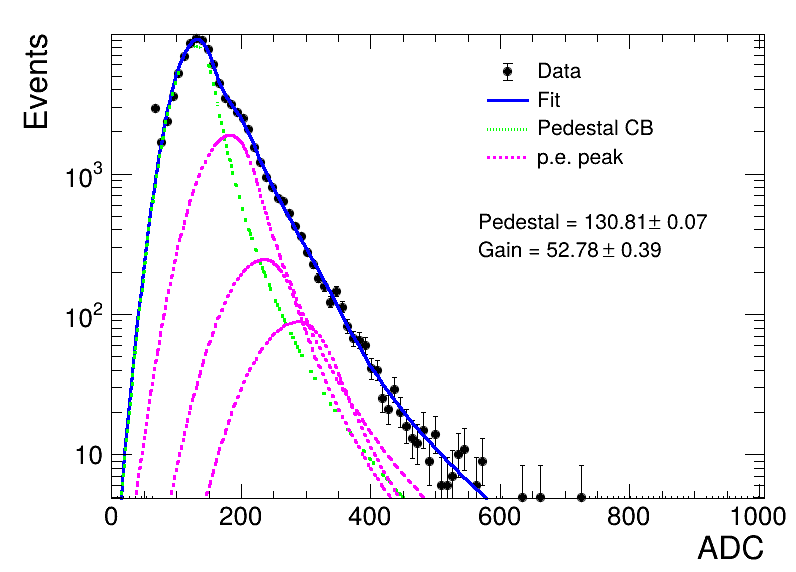 Events
Data
Fit
Pedestal CB
p.e. peak
Pedestal = 130.81± 0.07
Gain = 52.78± 0.39
10³
10²
10
0 200 400 600 800 1000
ADC